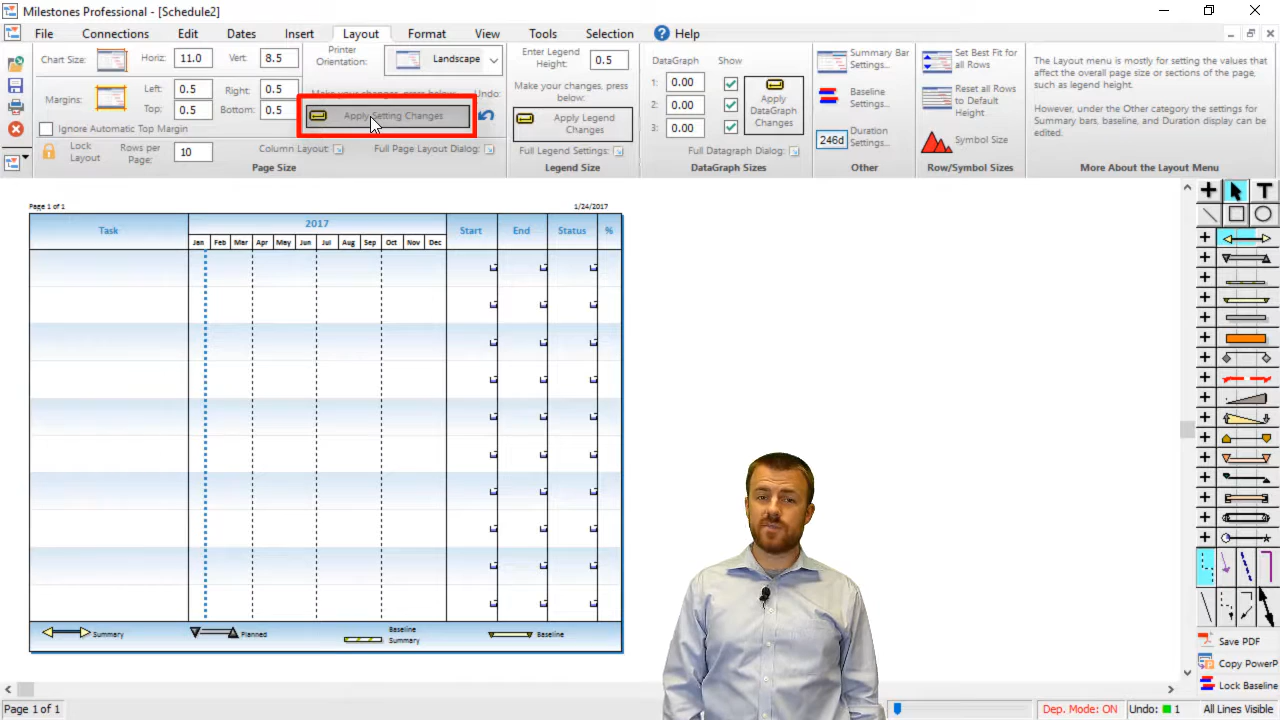 Milestones Professional - [Schedule2]
File Connections Edit Dates Insert Layout Format View Tools Selection Help
Chart Size: Horiz: 11.0 Vert: 8.5
Margins: Left: 0.5 Right: 0.5
Top: 0.5 Bottom: 0.5
Ignore Automatic Top Margin
Lock Layout
Page: 10
Printer Orientation: Landscape
Make your changes, press below: Undo:
Apply Setting Changes
Column Layout: Full Page Layout Dialog:
Page Size
Enter Legend Height: 0.5
Make your changes, press below:
Apply Legend Changes
Full Legend Settings:
Legend Size
DataGraph Show
1: 0.00
2: 0.00
3: 0.00
Apply DataGraph Changes
Full Datagraph Dialog:
DataGraph Sizes
Summary Bar Settings...
Baseline Settings...
246d Duration Settings...
Other
Set Best Fit for all Rows
Reset all Rows to Default Height
Symbol Size
Row/Symbol Sizes
The Layout menu is mostly for setting the values that
affect the overall page size or sections of the page,
such as legend height.
However, under the Other category the settings for
Summary bars, baseline, and Duration display can be
edited.
More About the Layout Menu
Page 1 of 1 1/24/2017
Task 2017 Start End Status %
Jan Feb Mar Apr May Jun Jul Aug Sep Oct Nov Dec
Summary Planned Baseline Summary Baseline
T
Save PDF
Copy PowerP
Lock Baseline
Page 1 of 1 Dep. Mode: ON Undo: 1 All Lines Visible